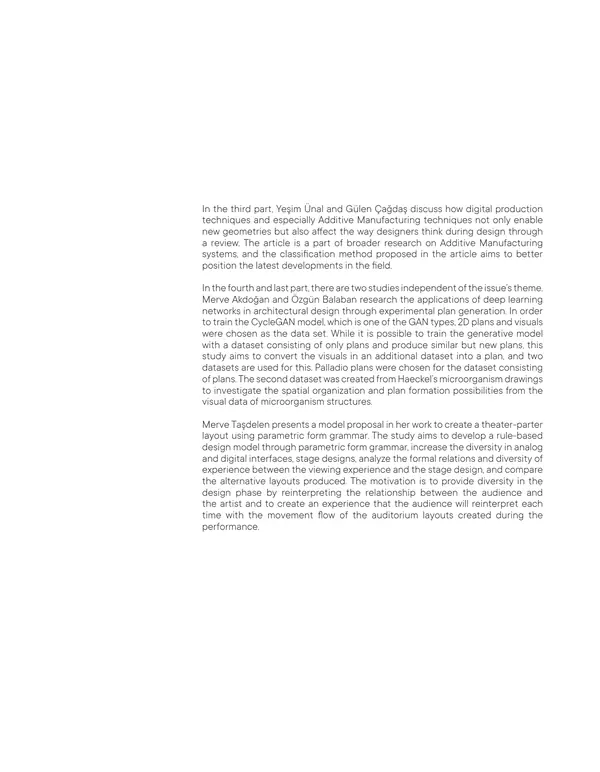 In the third part, Yeşim Ünal and Gülen Çağdaş discuss how digital production
techniques and especially Additive Manufacturing techniques not only enable
new geometries but also affect the way designers think during design through
a review. The article is a part of broader research on Additive Manufacturing
systems, and the classification method proposed in the article aims to better
position the latest developments in the field.
In the fourth and last part, there are two studies independent of the issue's theme.
Merve Akdoğan and Özgün Balaban research the applications of deep learning
networks in architectural design through experimental plan generation. In order
to train the CycleGAN model, which is one of the GAN types, 2D plans and visuals
were chosen as the data set. While it is possible to train the generative model
with a dataset consisting of only plans and produce similar but new plans, this
study aims to convert the visuals in an additional dataset into a plan, and two
datasets are used for this. Palladio plans were chosen for the dataset consisting
of plans. The second dataset was created from Haeckel's microorganism drawings
to investigate the spatial organization and plan formation possibilities from the
visual data of microorganism structures.
Merve Taşdelen presents a model proposal in her work to create a theater-parter
layout using parametric form grammar. The study aims to develop a rule-based
design model through parametric form grammar, increase the diversity in analog
and digital interfaces, stage designs, analyze the formal relations and diversity of
experience between the viewing experience and the stage design, and compare
the alternative layouts produced. The motivation is to provide diversity in the
design phase by reinterpreting the relationship between the audience and
the artist and to create an experience that the audience will reinterpret each
time with the movement flow of the auditorium layouts created during the
performance.